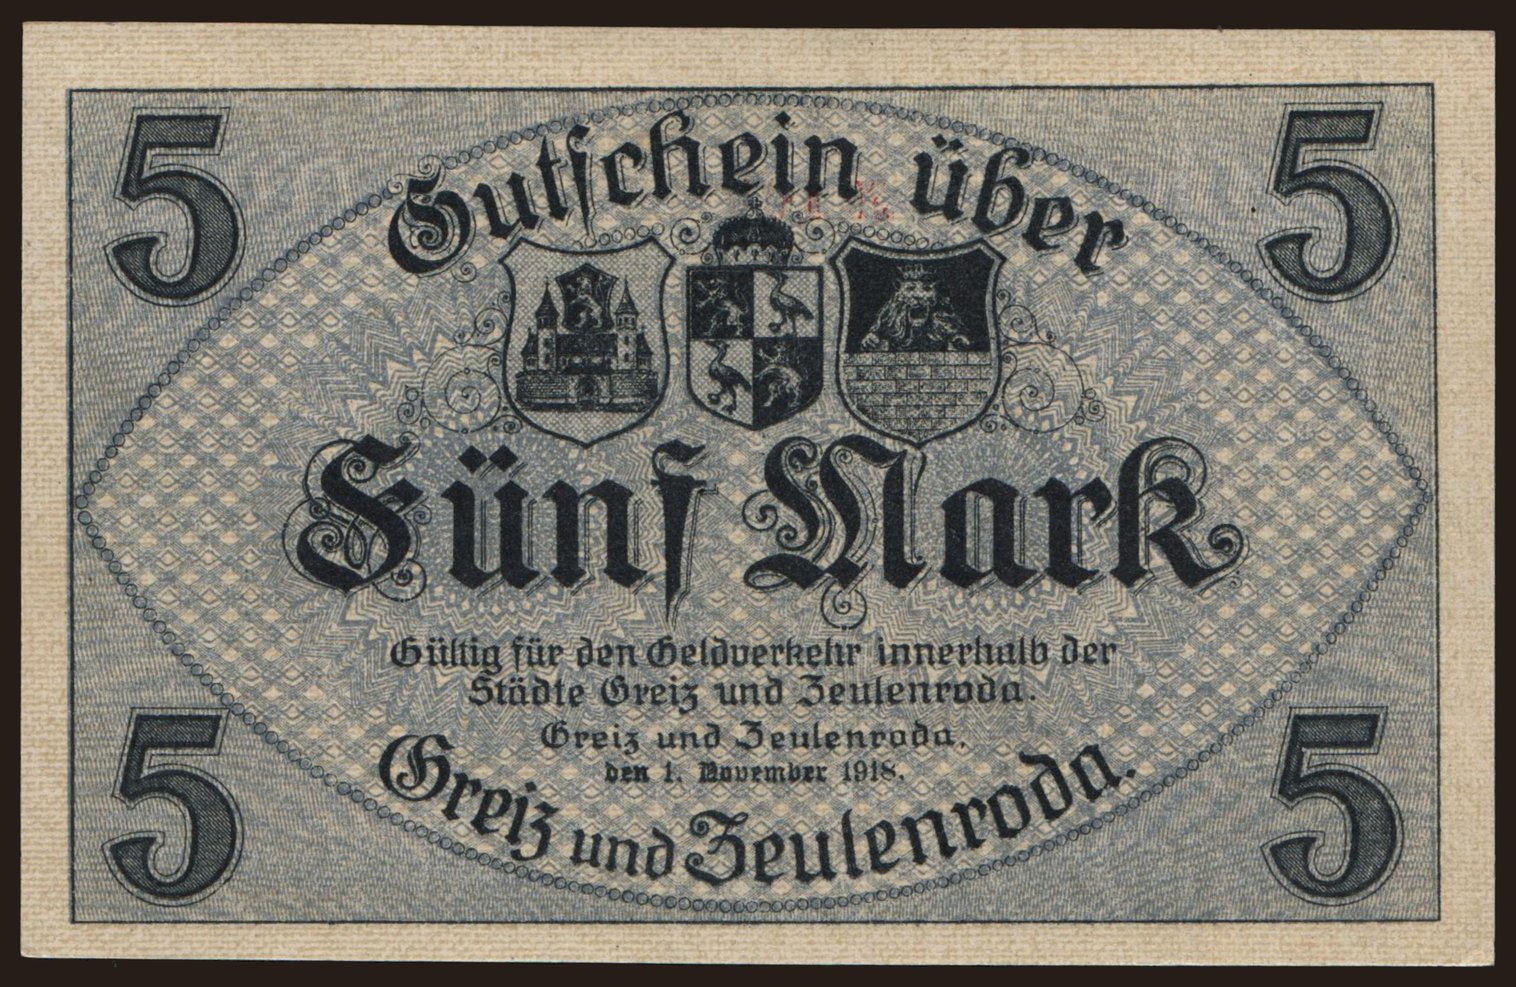 5
5
Gutschein über
Fünf Mark
Gültig für den Geldverkehr innerhalb der
Städte Greiz und Zeulenroda.
Greiz und Zeulenroda,
den 1. November 1918.
Greiz und Zeulenroda.
5
5